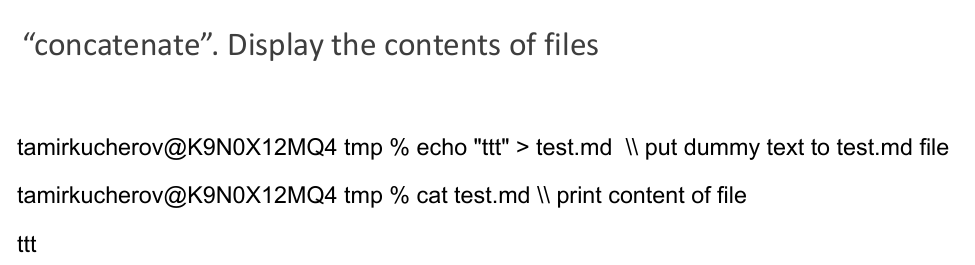 “concatenate”. Display the contents of files
tamirkucherov@K9N0X12MQ4 tmp % echo "ttt" > test.md  \\ put dummy text to test.md file
tamirkucherov@K9N0X12MQ4 tmp % cat test.md \\ print content of file
ttt